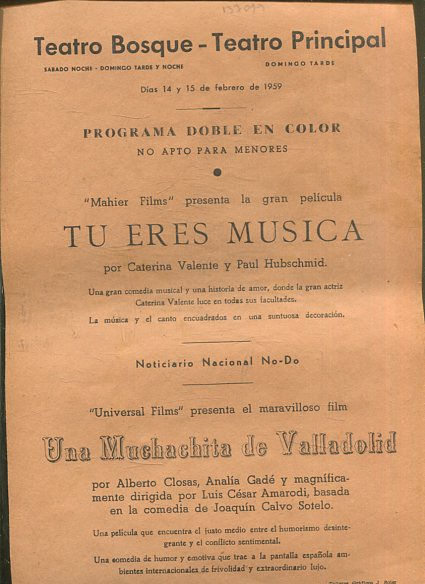 Teatro Bosque - Teatro Principal
SABADO NOCHE - DOMINGO TARDE Y NOCHE DOMINGO TARDE
Días 14 y 15 de febrero de 1959
PROGRAMA DOBLE EN COLOR
NO APTO PARA MENORES
"Mahier Films" presenta la gran película
TU ERES MUSICA
por Caterina Valente y Paul Hubschmid.
Una gran comedia musical y una historia de amor, donde la gran actriz
Caterina Valente luce en todas sus facultades.
La música y el canto encuadrados en una suntuosa decoración.
Noticiario Nacional No-Do
"Universal Films" presenta el maravilloso film
Una Muchachita de Valladolid
por Alberto Closas, Analía Gadé y magnífica-
mente dirigida por Luis César Amarodi, basada
en la comedia de Joaquín Calvo Sotelo.
Una película que encuentra el justo medio entre el humorismo desinte-
grante y el conflicto sentimental.
Una comedia de humor y emotiva que trae a la pantalla española am-
bientes internacionales de frivolidad y extraordinario lujo.